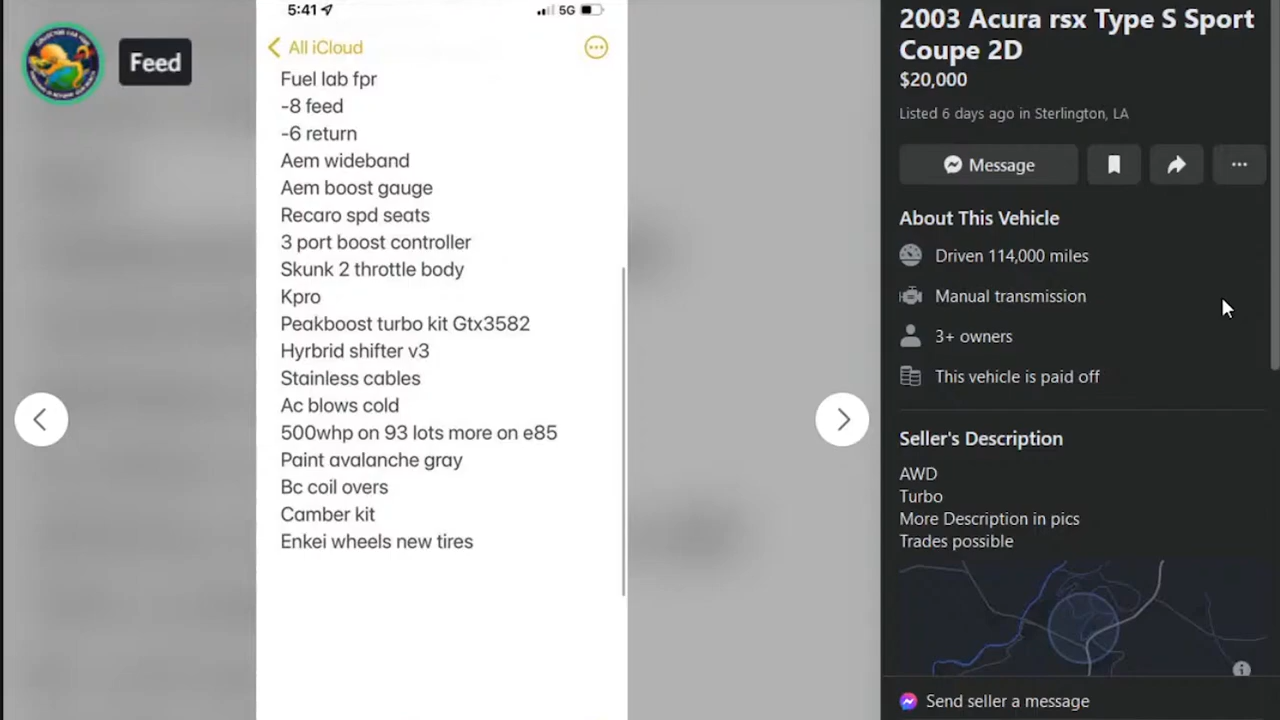 Feed
5:41
5G
All iCloud
Fuel lab fpr
-8 feed
-6 return
Aem wideband
Aem boost gauge
Recaro spd seats
3 port boost controller
Skunk 2 throttle body
Kpro
Peakboost turbo kit Gtx3582
Hyrbrid shifter v3
Stainless cables
Ac blows cold
500whp on 93 lots more on e85
Paint avalanche gray
Bc coil overs
Camber kit
Enkei wheels new tires
2003 Acura rsx Type S Sport
Coupe 2D
$20,000
Listed 6 days ago in Sterlington, LA
Message
About This Vehicle
Driven 114,000 miles
Manual transmission
3+ owners
This vehicle is paid off
Seller's Description
AWD
Turbo
More Description in pics
Trades possible
Send seller a message